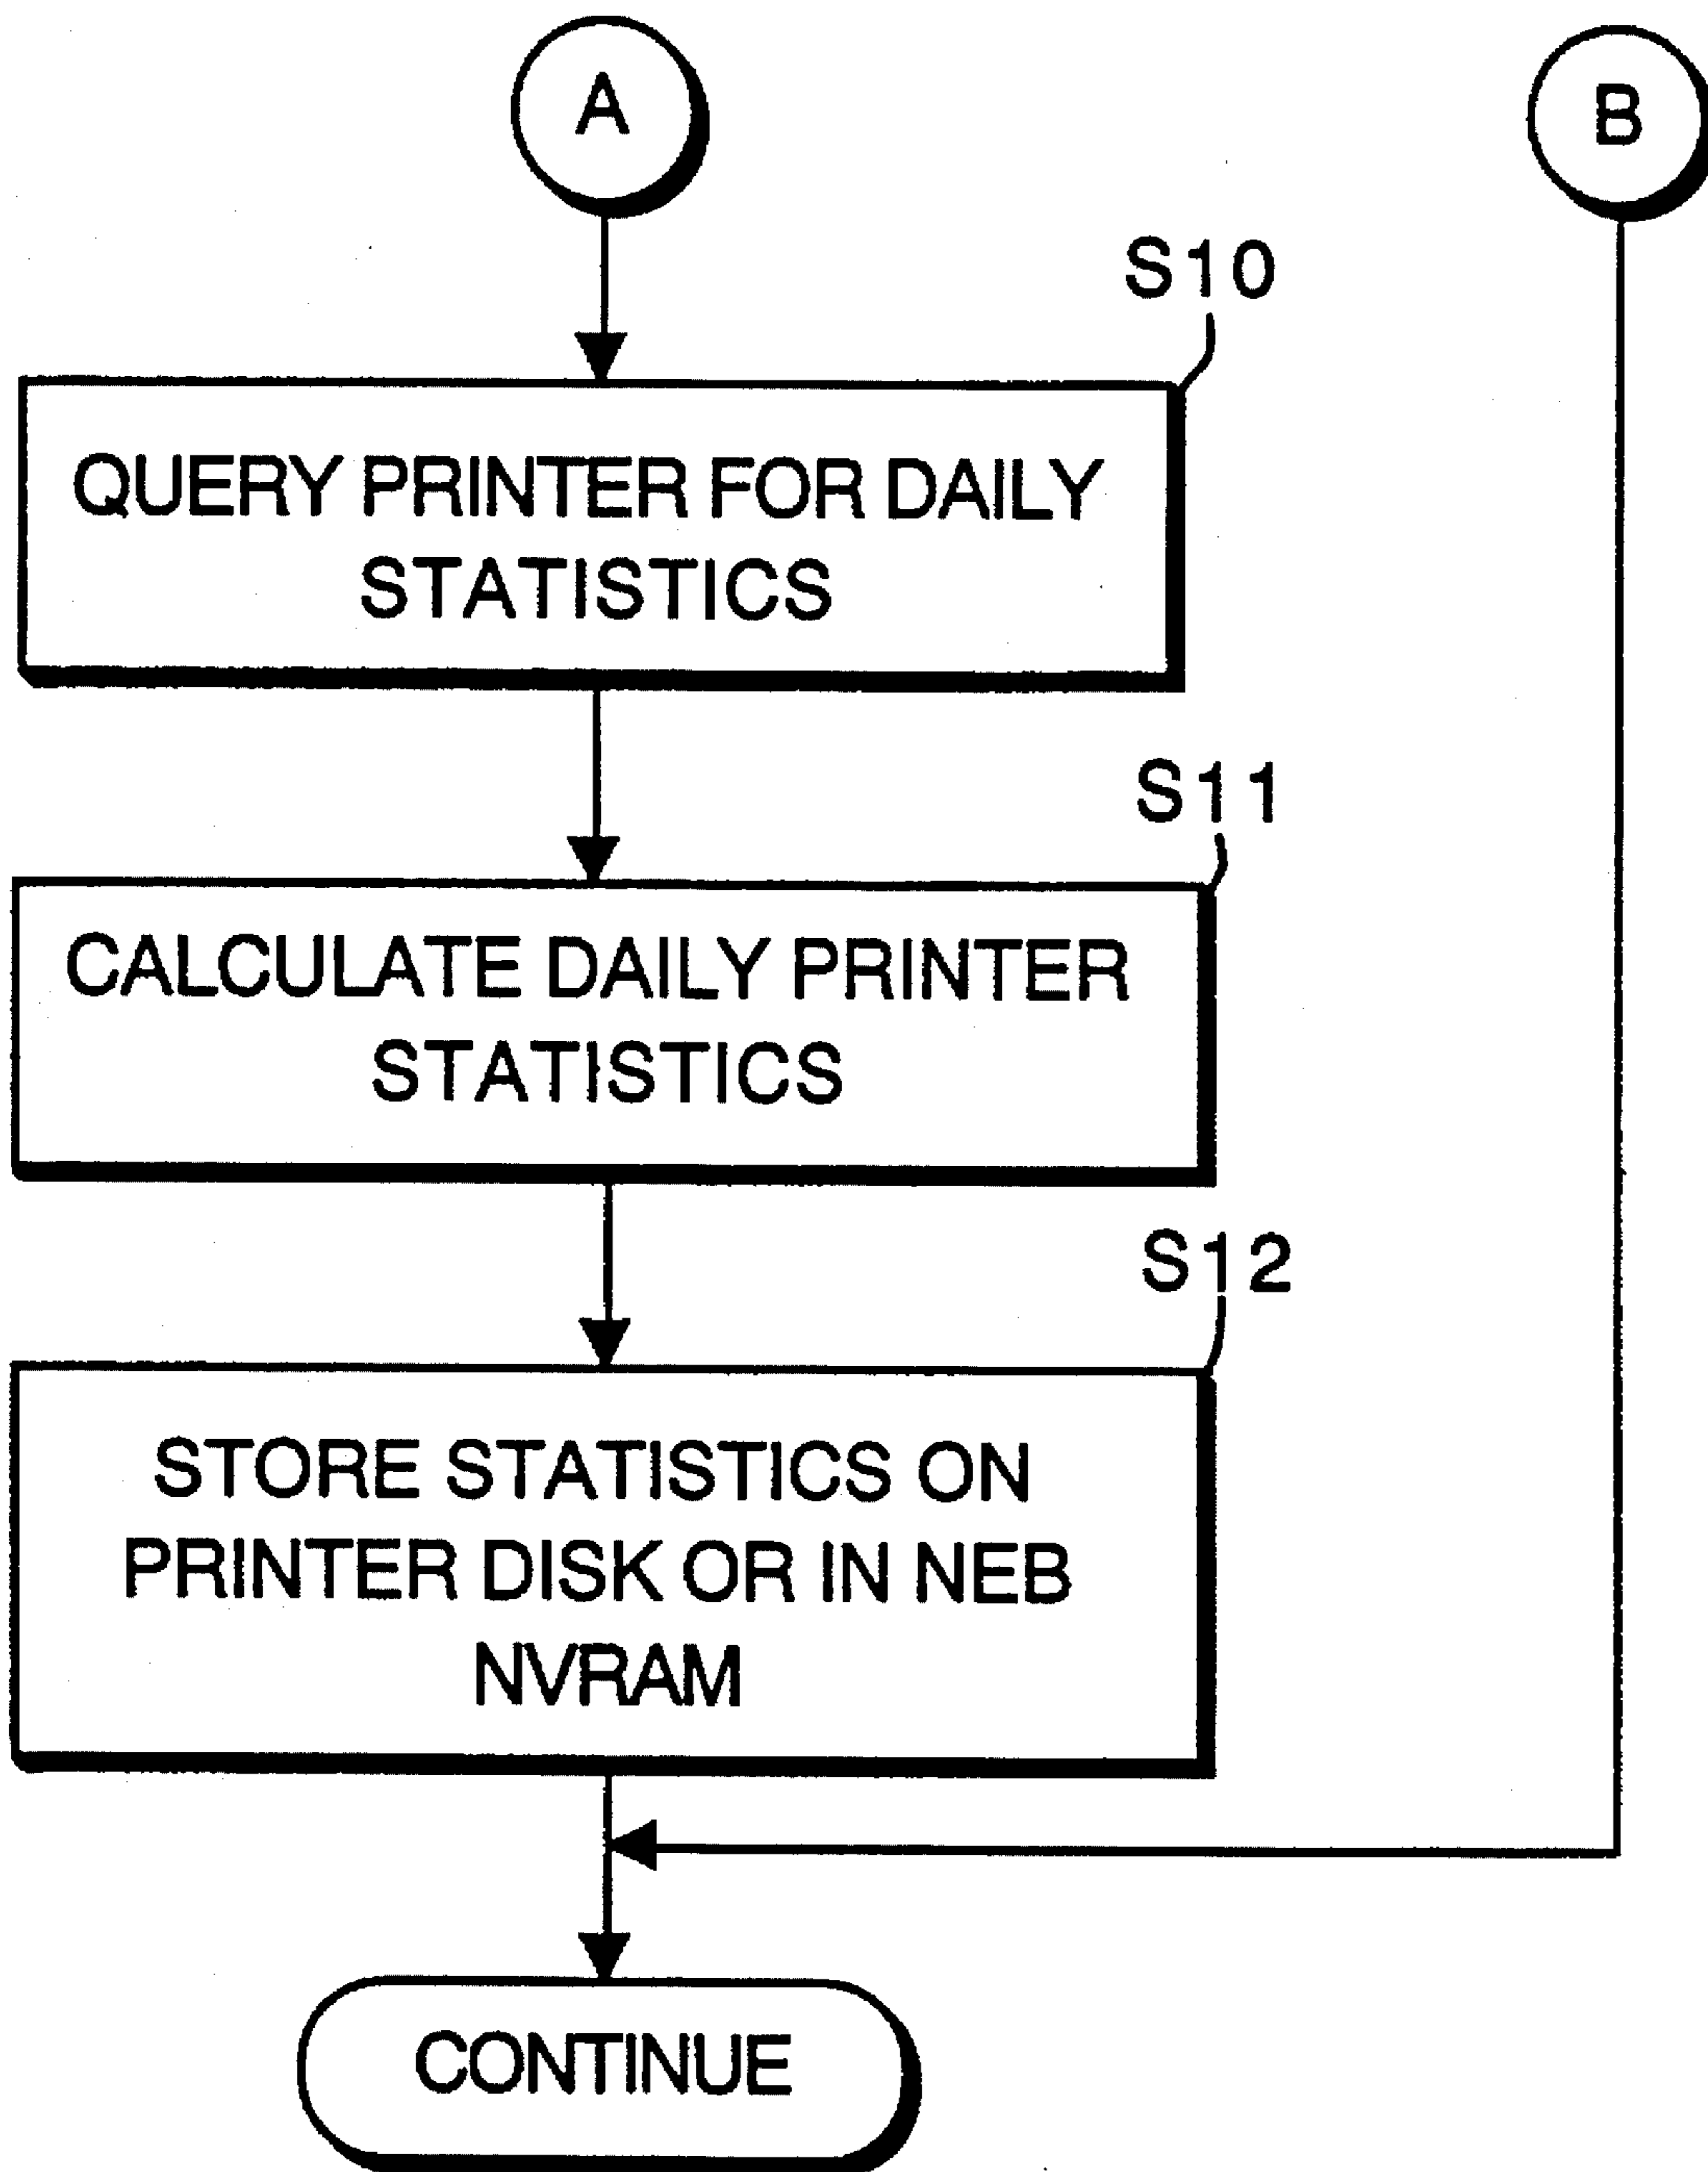 A
B
S10
QUERY PRINTER FOR DAILY
STATISTICS
S11
CALCULATE DAILY PRINTER
STATISTICS
S12
STORE STATISTICS ON
PRINTER DISK OR IN NEB
NVRAM
CONTINUE